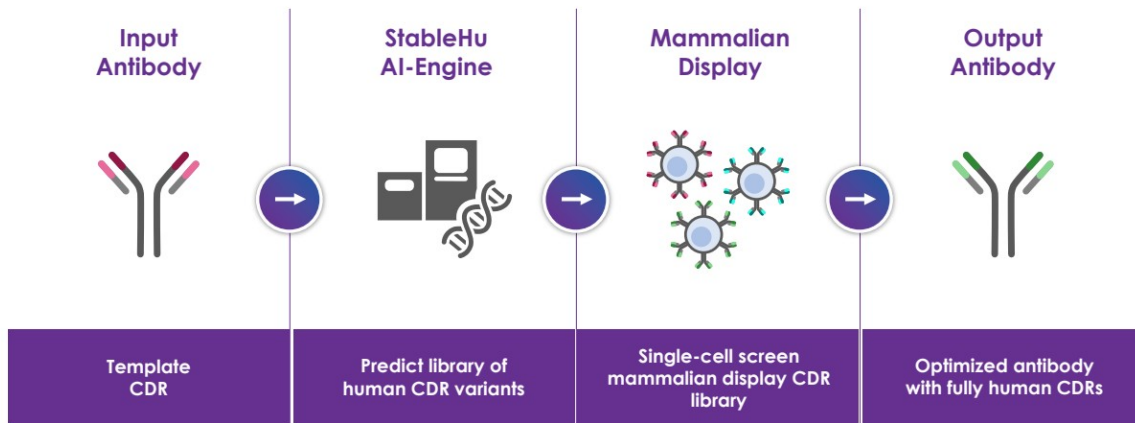 Input
Antibody
StableHu
AI-Engine
Mammalian
Display
Output
Antibody
Template
CDR
Predict library of
human CDR variants
Single-cell screen
mammalian display CDR
library
Optimized antibody
with fully human CDRs